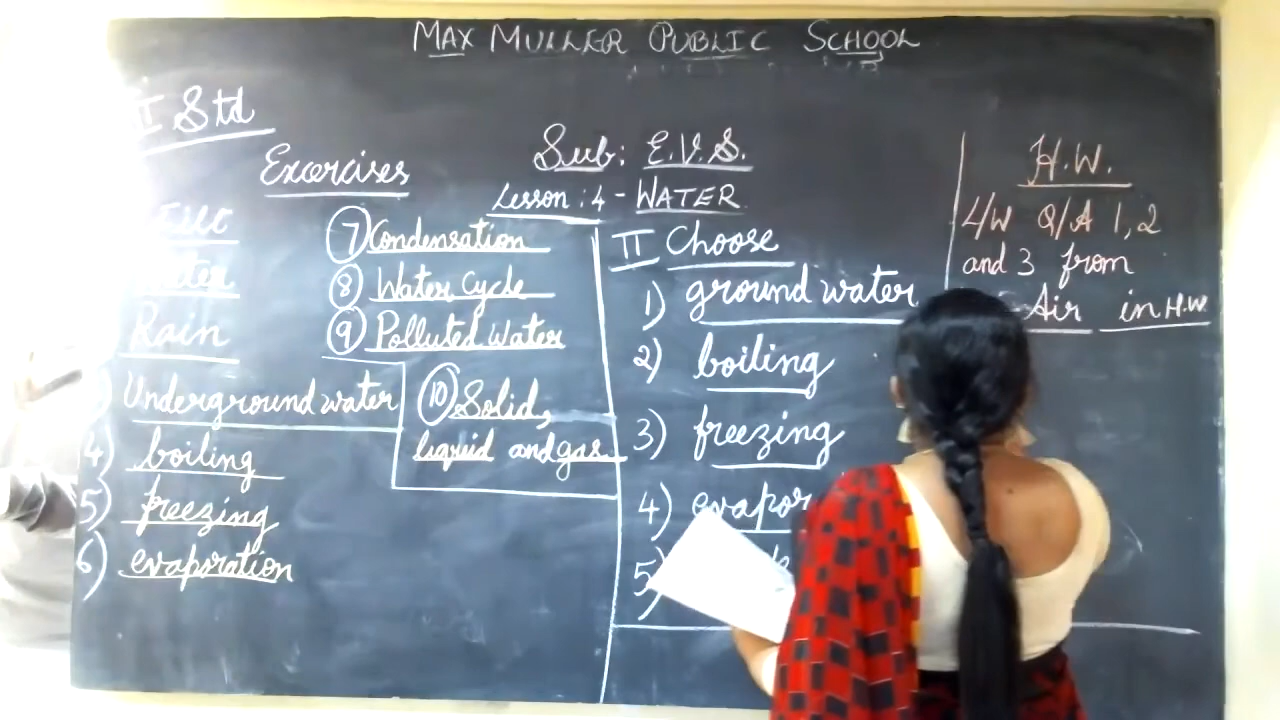 MAX MULLER PUBLIC SCHOOL
I Std
Sub: E.V.S.
Exercises
Lesson: 4 - WATER
7 Condensation
8 Water Cycle
Rain
9 Polluted Water
Underground water
10 Solid,
liquid and gas
4) boiling
5) freezing
6) evaporation
II Choose
1) ground water
2) boiling
3) freezing
4) evapor
5)
H.W.
L/W Q/A 1, 2
and 3 from
Air in H.W.